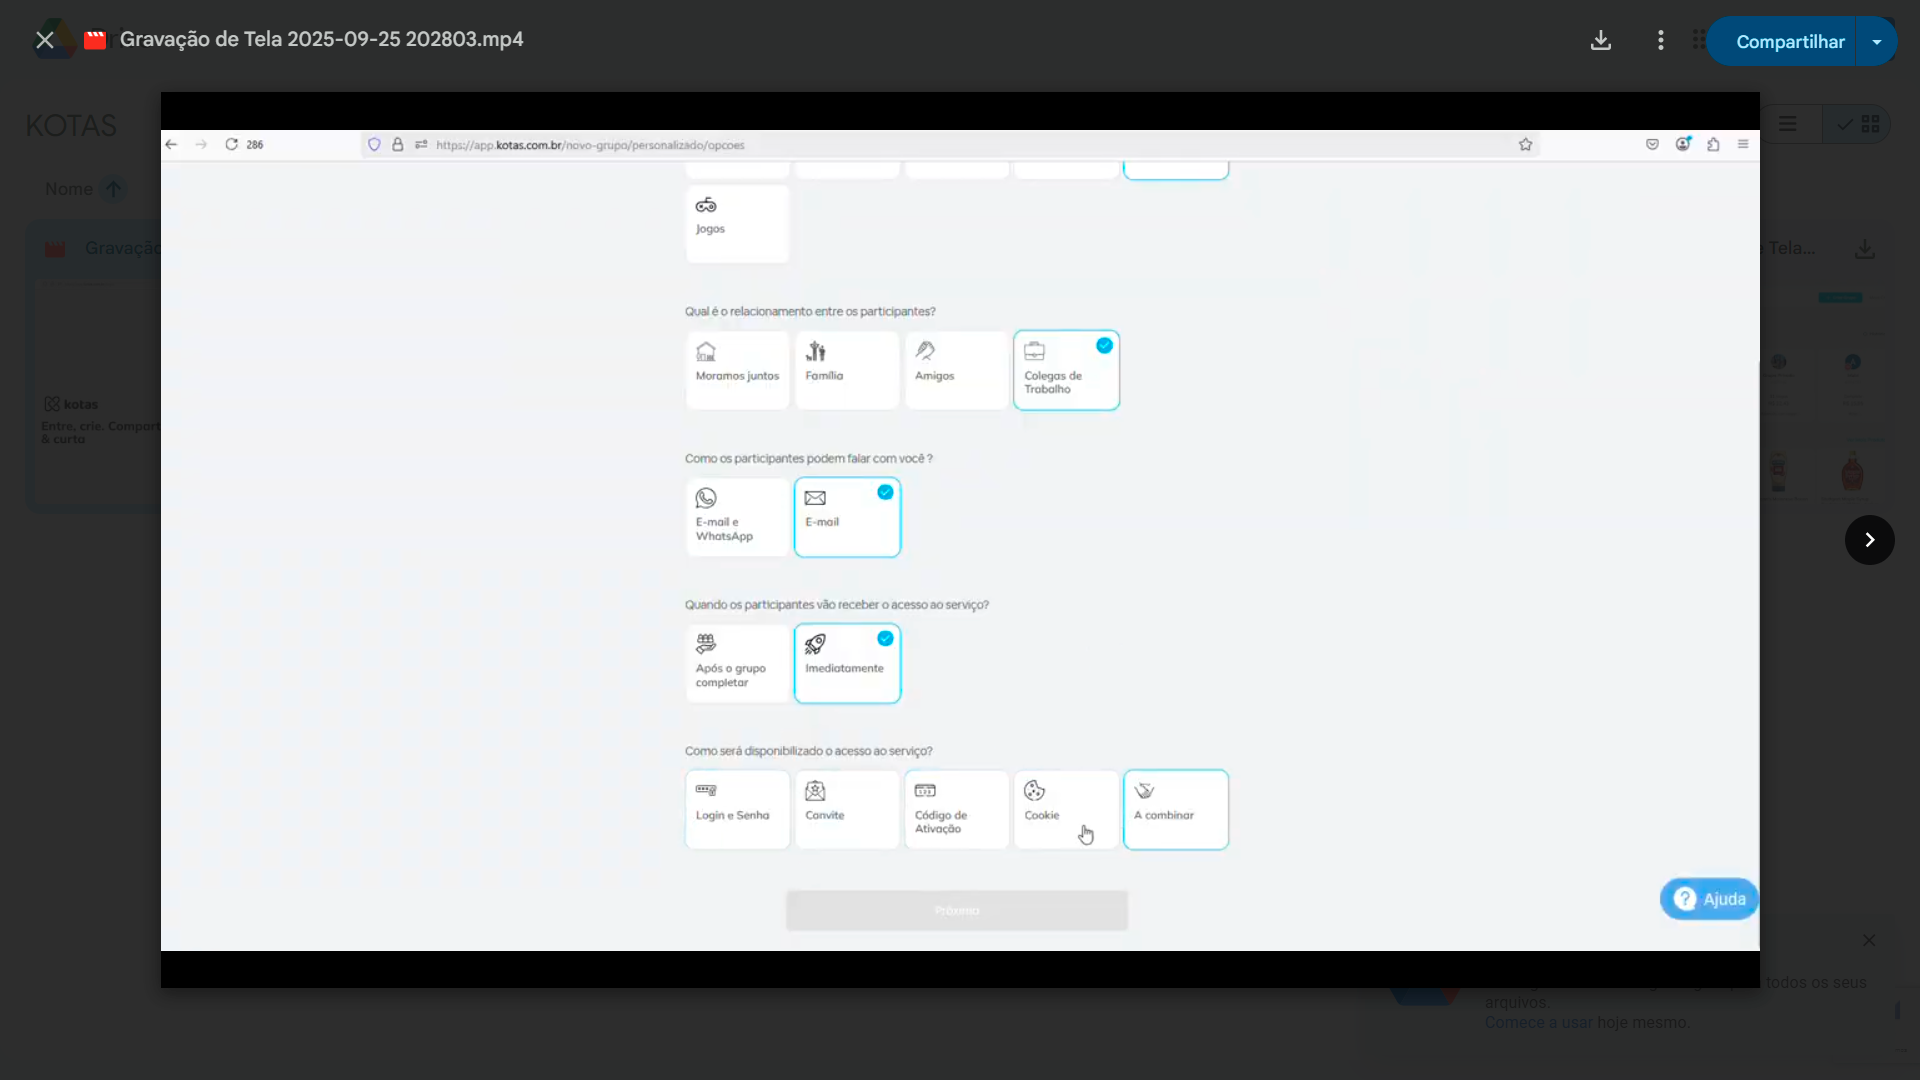 Gravação de Tela 2025-09-25 202803.mp4
Compartilhar
KOTAS
Nome
Gravação
kotas
Entre, crie. Compart
& curta
286
https://app.kotas.com.br/novo-grupo/personalizado/opcoes
Jogos
Qual é o relacionamento entre os participantes?
Moramos juntos
Família
Amigos
Colegas de
Trabalho
Como os participantes podem falar com você ?
E-mail e
WhatsApp
E-mail
Quando os participantes vão receber o acesso ao serviço?
Após o grupo
completar
Imediatamente
Como será disponibilizado o acesso ao serviço?
Login e Senha
Convite
Código de
Ativação
Cookie
A combinar
Próximo
Ajuda
Tela...
todos os seus
arquivos.
Comece a usar hoje mesmo.